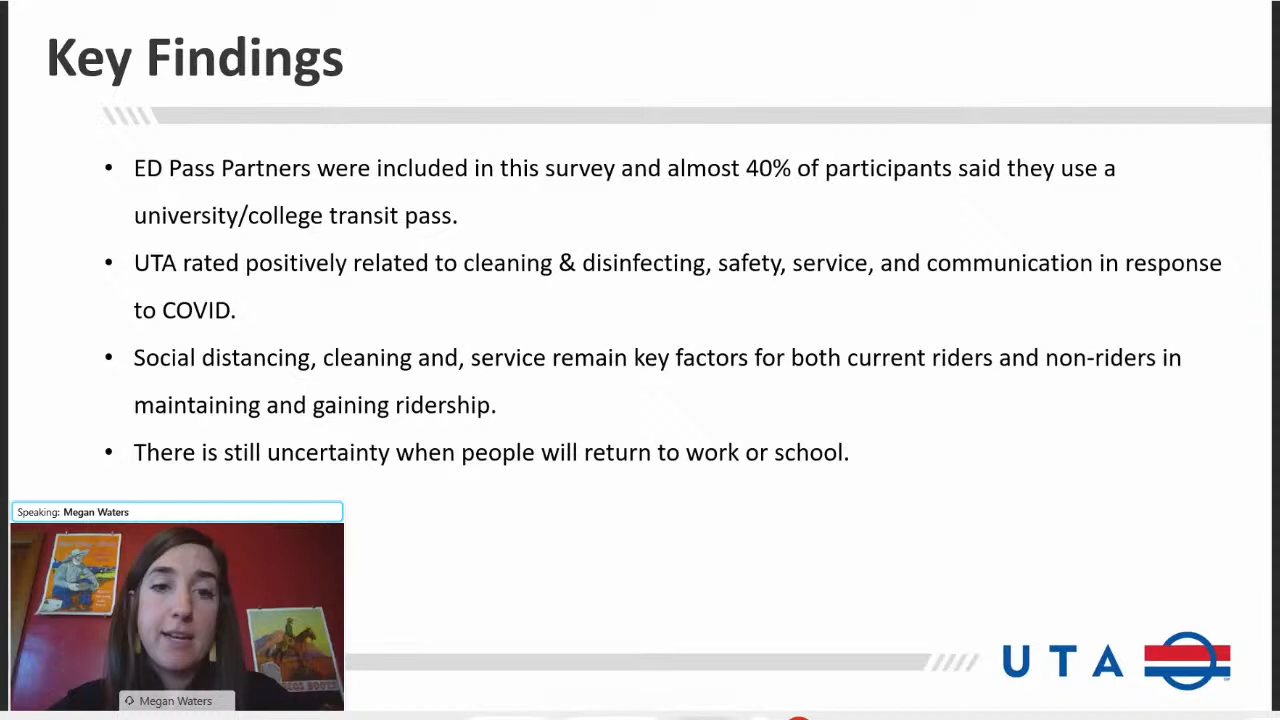 Key Findings
• ED Pass Partners were included in this survey and almost 40% of participants said they use a
university/college transit pass.
• UTA rated positively related to cleaning & disinfecting, safety, service, and communication in response
to COVID.
• Social distancing, cleaning and, service remain key factors for both current riders and non-riders in
maintaining and gaining ridership.
• There is still uncertainty when people will return to work or school.
Speaking: Megan Waters
Megan Waters
UTA